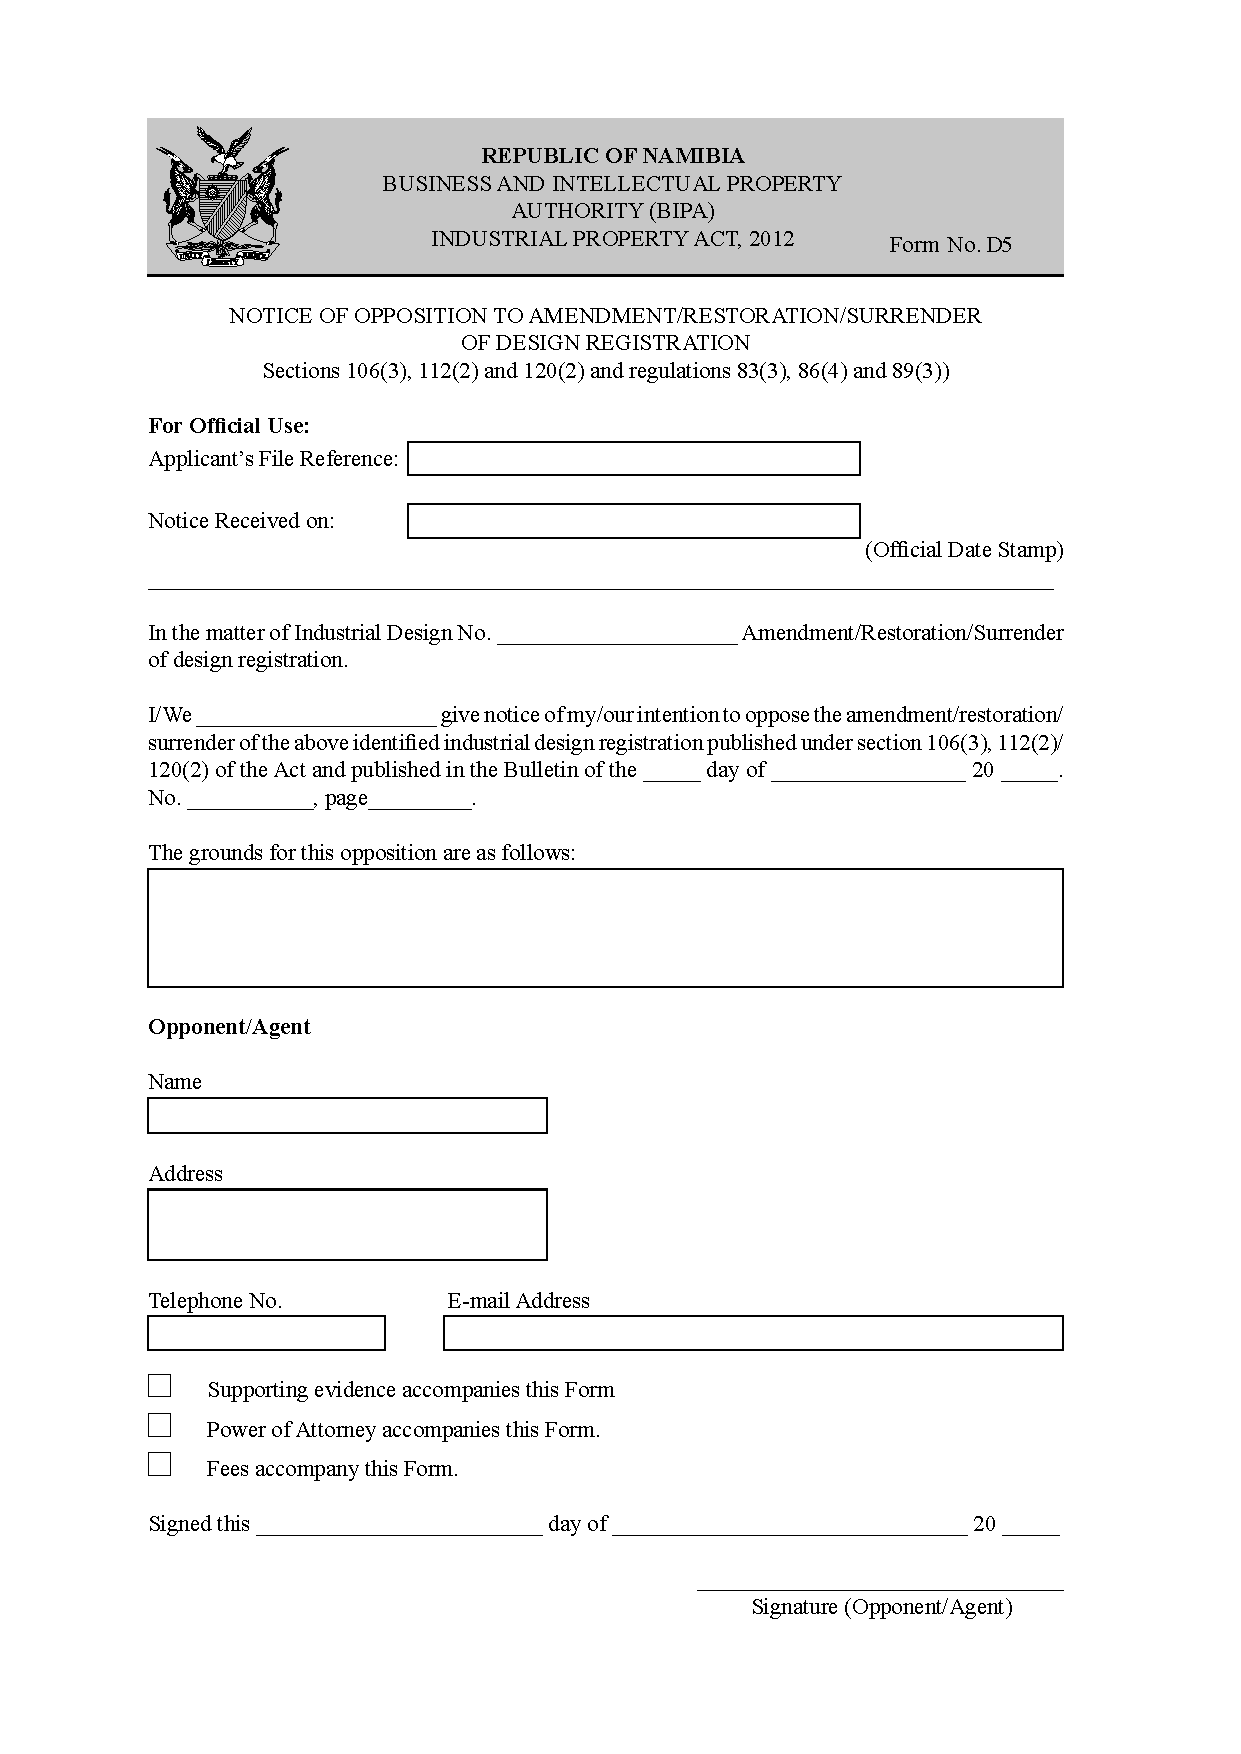 REPUBLIC OF NAMIBIA
BUSINESS AND INTELLECTUAL PROPERTY
AUTHORITY (BIPA)
INDUSTRIAL PROPERTY ACT, 2012
Form No. D5
NOTICE OF OPPOSITION TO AMENDMENT/RESTORATION/SURRENDER
OF DESIGN REGISTRATION
Sections 106(3), 112(2) and 120(2) and regulations 83(3), 86(4) and 89(3))
For Official Use:
Applicant’s File Reference:
Notice Received on:
(Official Date Stamp)
In the matter of Industrial Design No. _____________________ Amendment/Restoration/Surrender
of design registration.
I/We _____________________ give notice of my/our intention to oppose the amendment/restoration/
surrender of the above identified industrial design registration published under section 106(3), 112(2)/
120(2) of the Act and published in the Bulletin of the _____ day of _________________ 20 _____.
No. ___________, page_________.
The grounds for this opposition are as follows:
Opponent/Agent
Name
Address
Telephone No. E-mail Address
Supporting evidence accompanies this Form
Power of Attorney accompanies this Form.
Fees accompany this Form.
Signed this _________________________ day of _______________________________ 20 _____
Signature (Opponent/Agent)